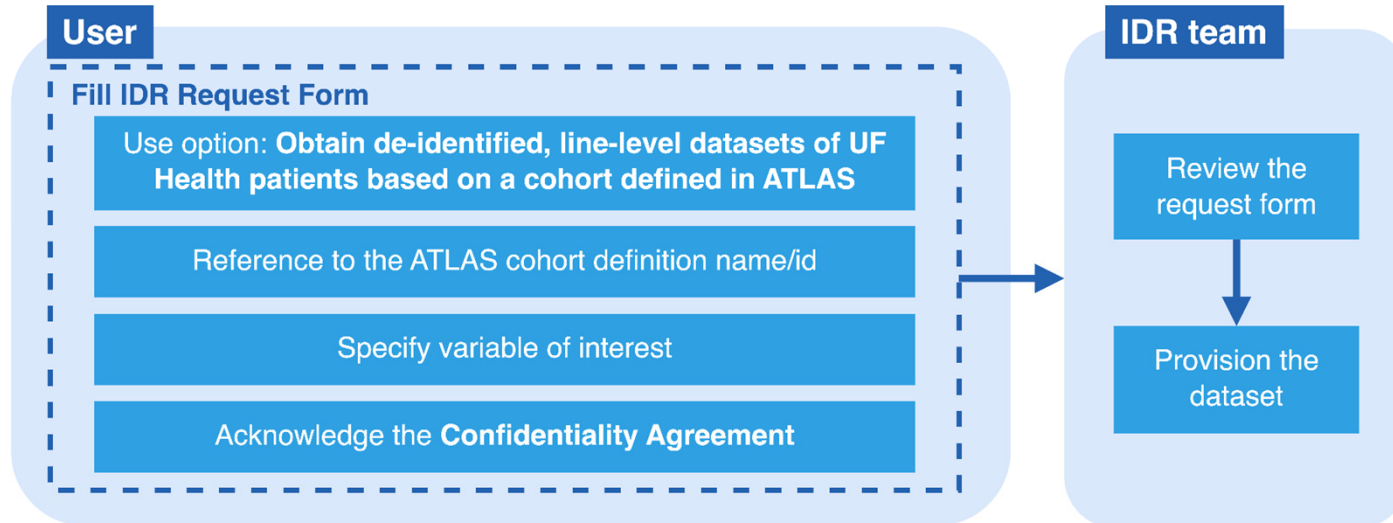 User
Fill IDR Request Form
Use option: Obtain de-identified, line-level datasets of UF
Health patients based on a cohort defined in ATLAS
Reference to the ATLAS cohort definition name/id
Specify variable of interest
Acknowledge the Confidentiality Agreement
IDR team
Review the
request form
Provision the
dataset